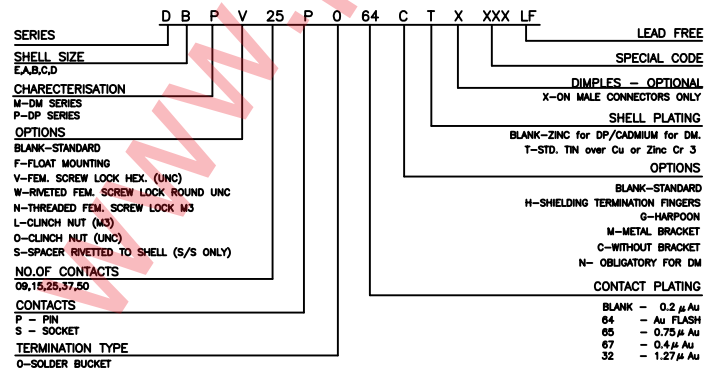 D B P V 25 P O 64 C T X XXX LF
SERIES
SHELL SIZE
E,A,B,C,D
CHARECTERISATION
M-DM SERIES
P-DP SERIES
OPTIONS
BLANK-STANDARD
F-FLOAT MOUNTING
V-FEM. SCREW LOCK HEX. (UNC)
W-RIVETED FEM. SCREW LOCK ROUND UNC
N-THREADED FEM. SCREW LOCK M3
L-CLINCH NUT (M3)
O-CLINCH NUT (UNC)
S-SPACER RIVETTED TO SHELL (S/S ONLY)
NO.OF CONTACTS
09,15,25,37,50
CONTACTS
P - PIN
S - SOCKET
TERMINATION TYPE
O-SOLDER BUCKET
LEAD FREE
SPECIAL CODE
DIMPLES - OPTIONAL
X-ON MALE CONNECTORS ONLY
SHELL PLATING
BLANK-ZINC for DP/CADMIUM for DM.
T-STD. TIN over Cu or Zinc Cr 3
OPTIONS
BLANK-STANDARD
H-SHIELDING TERMINATION FINGERS
G-HARPOON
M-METAL BRACKET
C-WITHOUT BRACKET
N- OBLIGATORY FOR DM
CONTACT PLATING
BLANK - 0.2 µ Au
64 - Au FLASH
65 - 0.75 µ Au
67 - 0.4 µ Au
32 - 1.27 µ Au